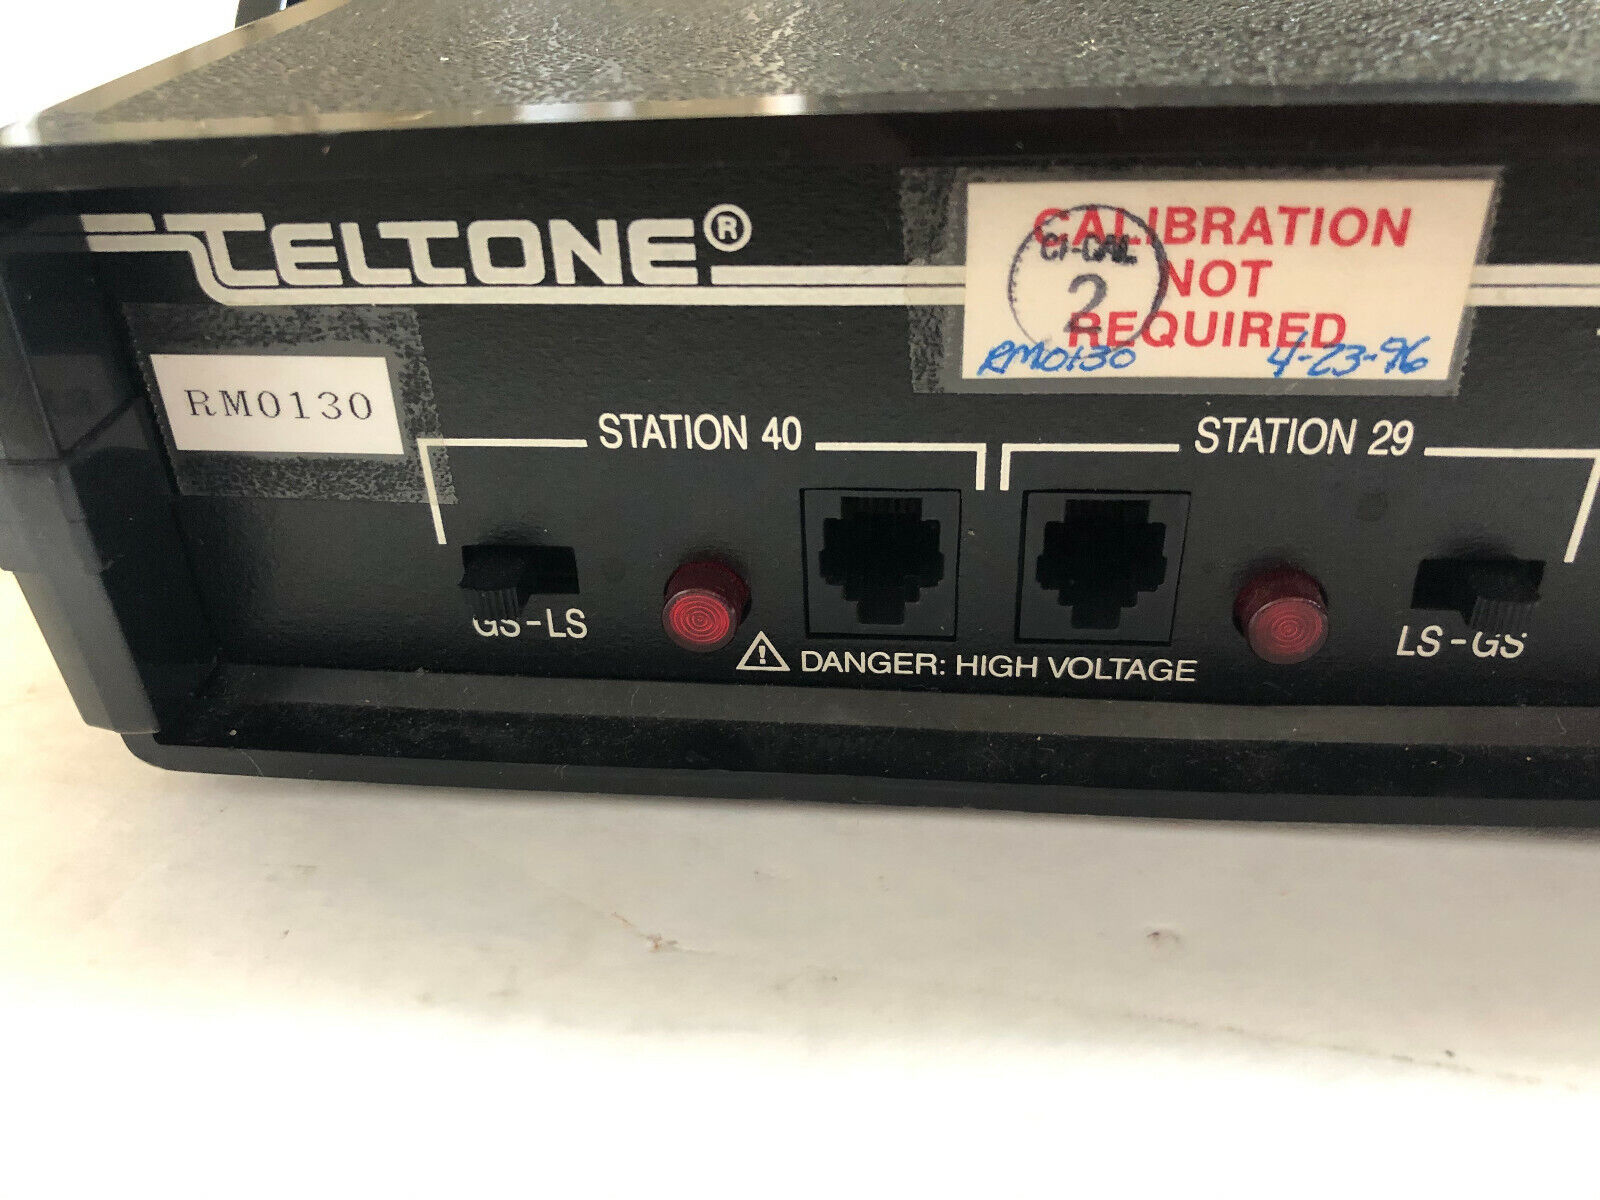 TELTONE®
CALIBRATION
NOT
REQUIRED
CI-CAL
2
RM0130 4-23-96
RM0130
STATION 40
STATION 29
GS-LS
LS-GS
⚠ DANGER: HIGH VOLTAGE